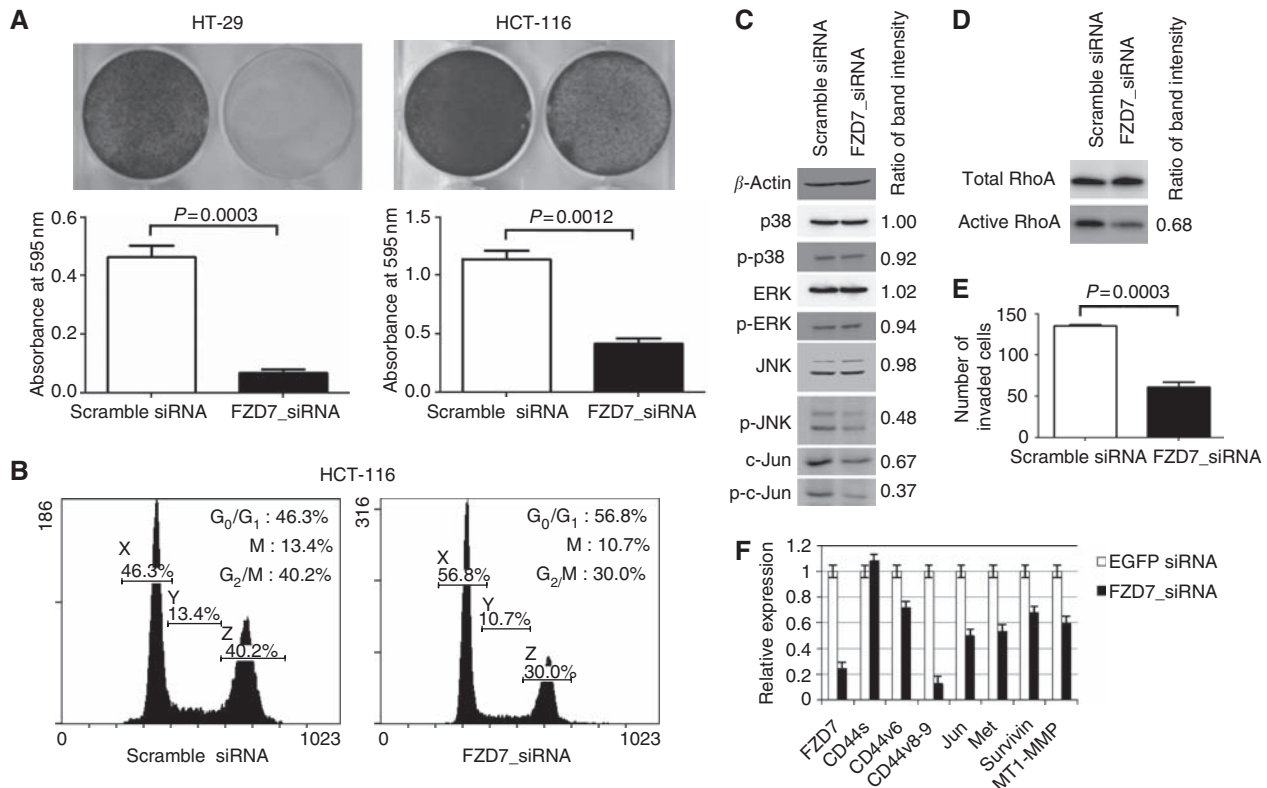 A
HT-29
HCT-116
0.6
0.4
0.2
0.0
Absorbance at 595 nm
P=0.0003
Scramble siRNA
FZD7_siRNA
1.5
1.0
0.5
0.0
Absorbance at 595 nm
P=0.0012
Scramble siRNA
FZD7_siRNA
B
HCT-116
186
G0/G1 : 46.3%
M : 13.4%
G2/M : 40.2%
X
46.3%
Y
13.4%
Z
40.2%
0
1023
Scramble siRNA
316
G0/G1 : 56.8%
M : 10.7%
G2/M : 30.0%
X
56.8%
Y
10.7%
Z
30.0%
0
1023
FZD7_siRNA
C
Scramble siRNA
FZD7_siRNA
Ratio of band intensity
β-Actin
p38 1.00
p-p38 0.92
ERK 1.02
p-ERK 0.94
JNK 0.98
p-JNK 0.48
c-Jun 0.67
p-c-Jun 0.37
D
Scramble siRNA
FZD7_siRNA
Ratio of band intensity
Total RhoA
Active RhoA 0.68
E
P=0.0003
150
100
50
0
Number of
invaded cells
Scramble siRNA FZD7_siRNA
F
1.2
1
0.8
0.6
0.4
0.2
0
Relative expression
EGFP siRNA
FZD7_siRNA
FZD7
CD44s
CD44v6
CD44v8-9
Jun
Met
Survivin
MT1-MMP